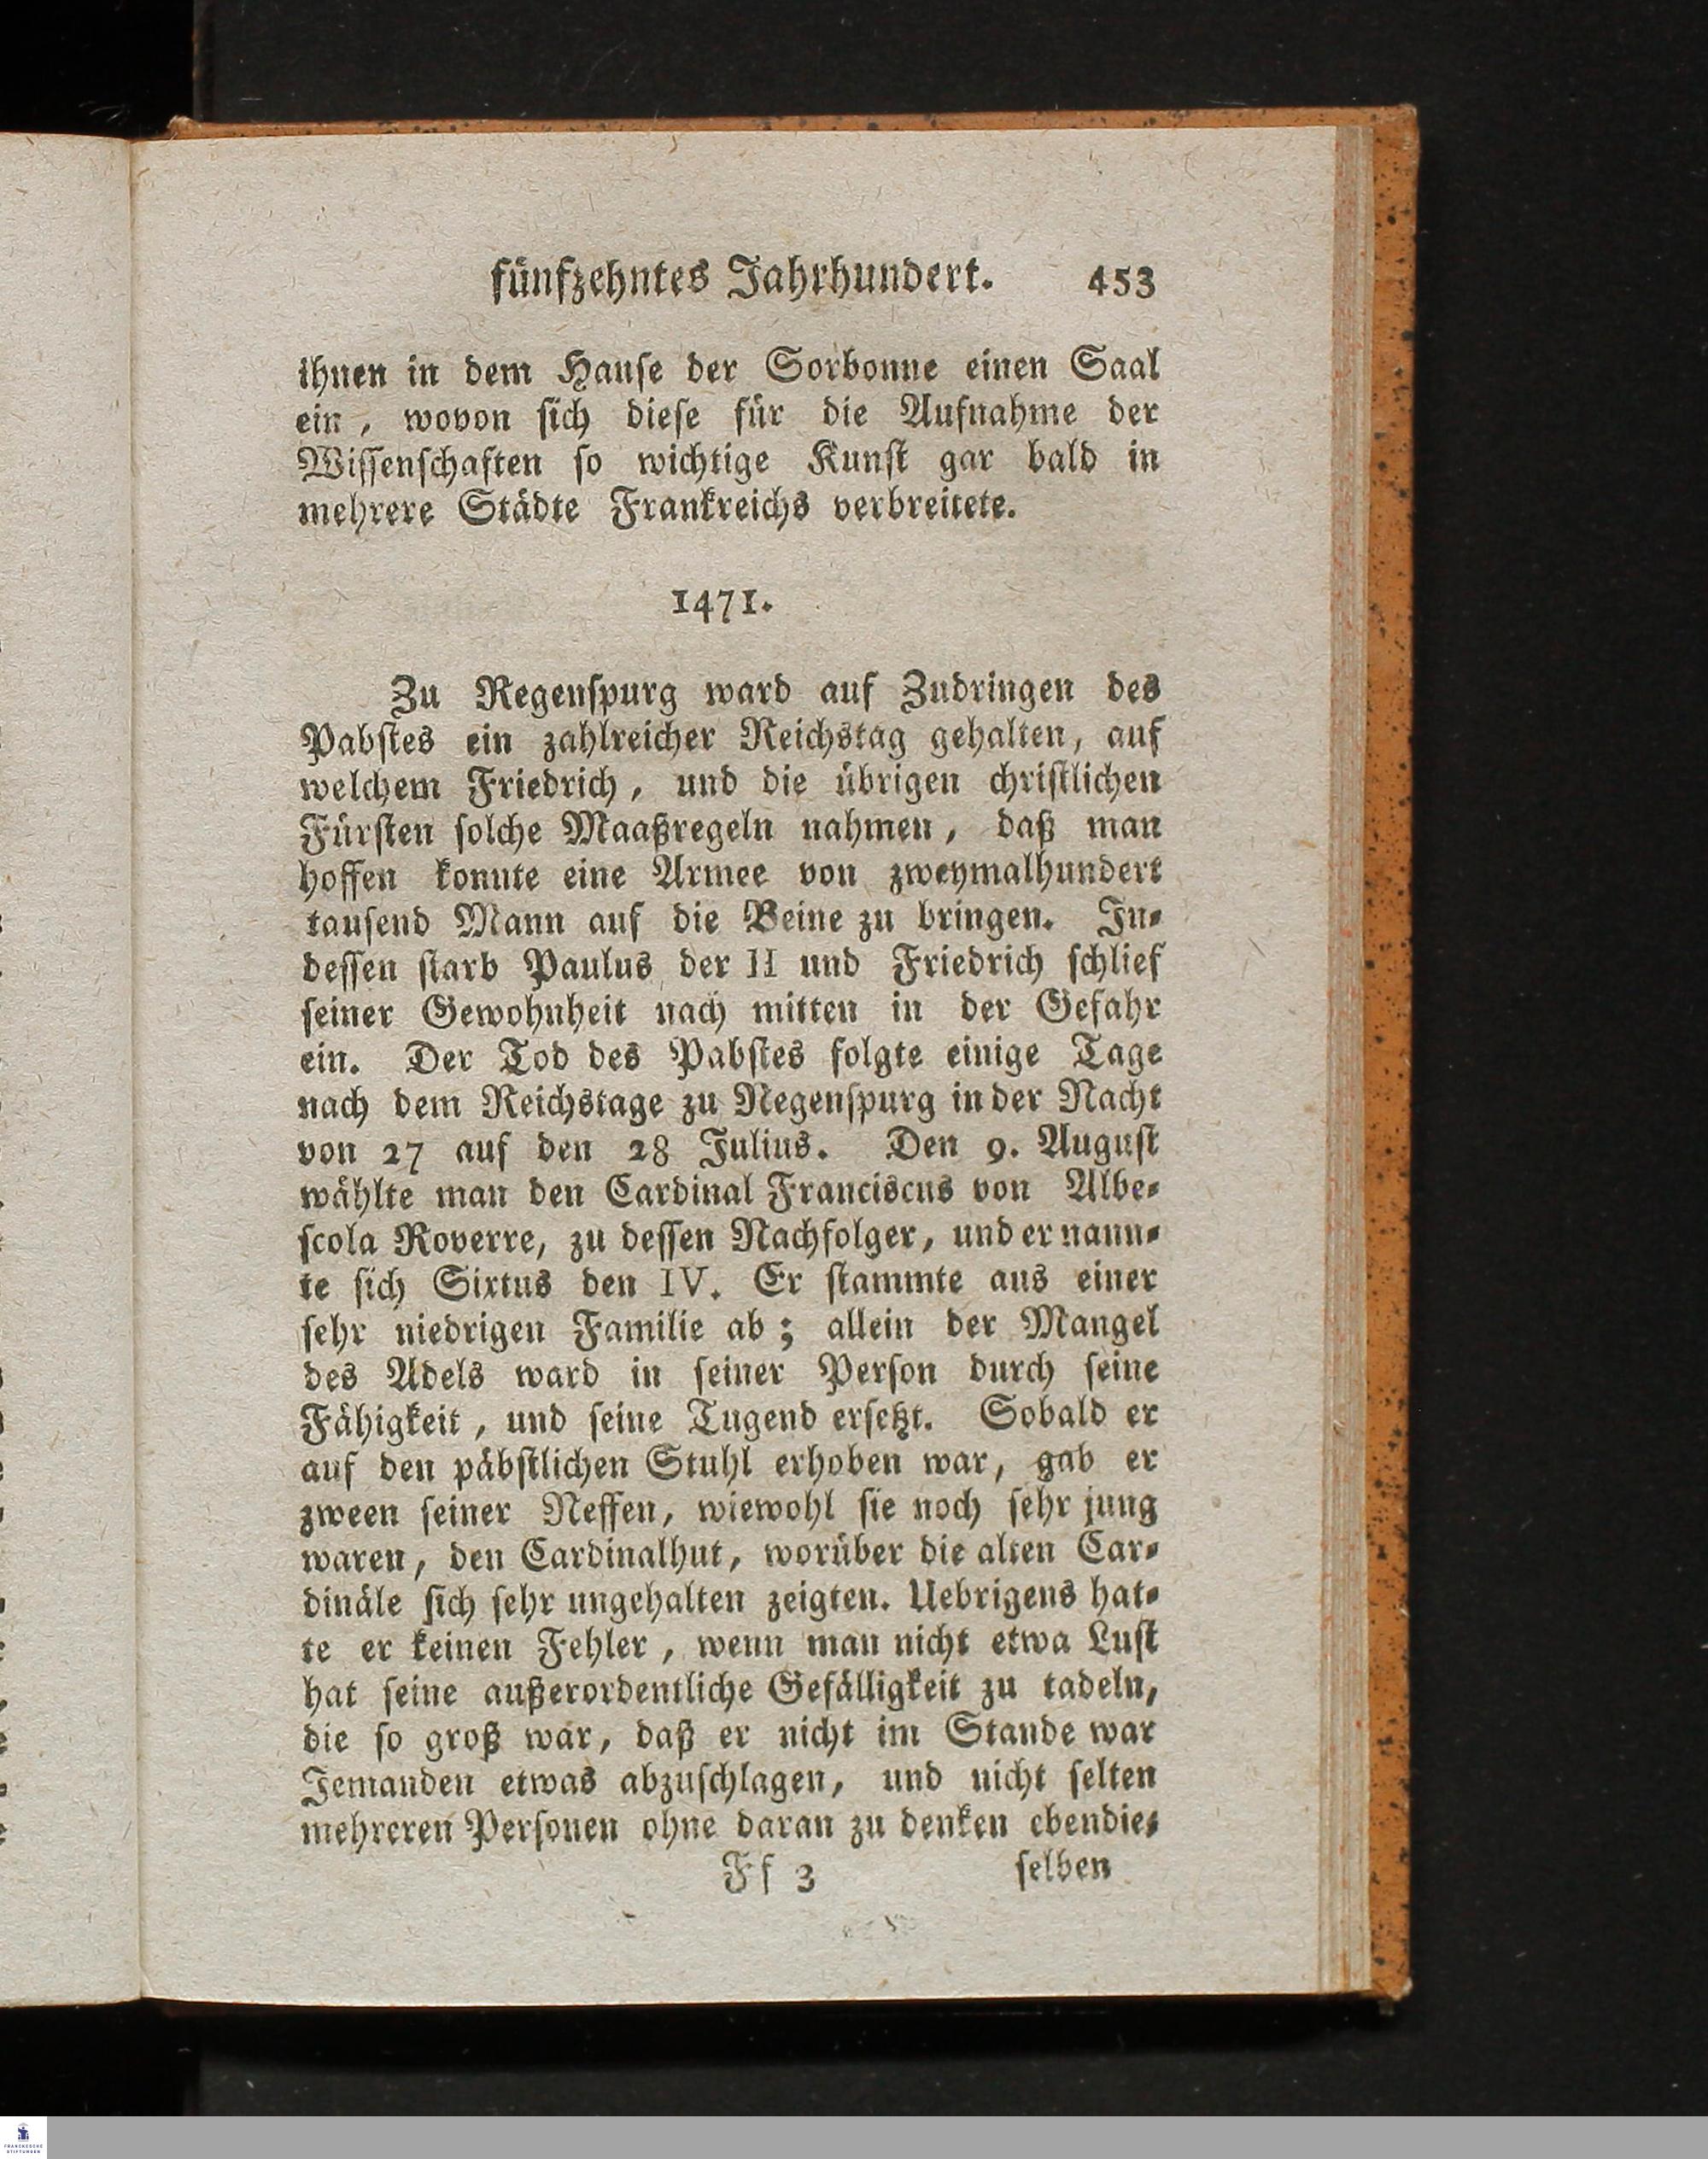 fünfzehntes Jahrhundert. 453
ihnen in dem Hause der Sorbonne einen Saal
ein, wovon sich diese für die Aufnahme der
Wissenschaften so wichtige Kunst gar bald in
mehrere Städte Frankreichs verbreitete.
1471.
Zu Regenspurg ward auf Zudringen des
Pabstes ein zahlreicher Reichstag gehalten, auf
welchem Friedrich, und die übrigen christlichen
Fürsten solche Maaßregeln nahmen, daß man
hoffen konnte eine Armee von zweymalhundert
tausend Mann auf die Beine zu bringen. In-
dessen starb Paulus der II und Friedrich schlief
seiner Gewohnheit nach mitten in der Gefahr
ein. Der Tod des Pabstes folgte einige Tage
nach dem Reichstage zu Regenspurg in der Nacht
von 27 auf den 28 Julius. Den 9. August
wählte man den Cardinal Franciscus von Albe-
scola Roverre, zu dessen Nachfolger, und er nann-
te sich Sixtus den IV. Er stammte aus einer
sehr niedrigen Familie ab; allein der Mangel
des Adels ward in seiner Person durch seine
Fähigkeit, und seine Tugend ersetzt. Sobald er
auf den päbstlichen Stuhl erhoben war, gab er
zween seiner Neffen, wiewohl sie noch sehr jung
waren, den Cardinalhut, worüber die alten Car-
dinäle sich sehr ungehalten zeigten. Uebrigens hat-
te er keinen Fehler, wenn man nicht etwa Lust
hat seine außerordentliche Gefälligkeit zu tadeln,
die so groß war, daß er nicht im Stande war
Jemanden etwas abzuschlagen, und nicht selten
mehreren Personen ohne daran zu denken ebendie-
Ff 3 selben
FRANCKESCHE
STIFTUNGEN